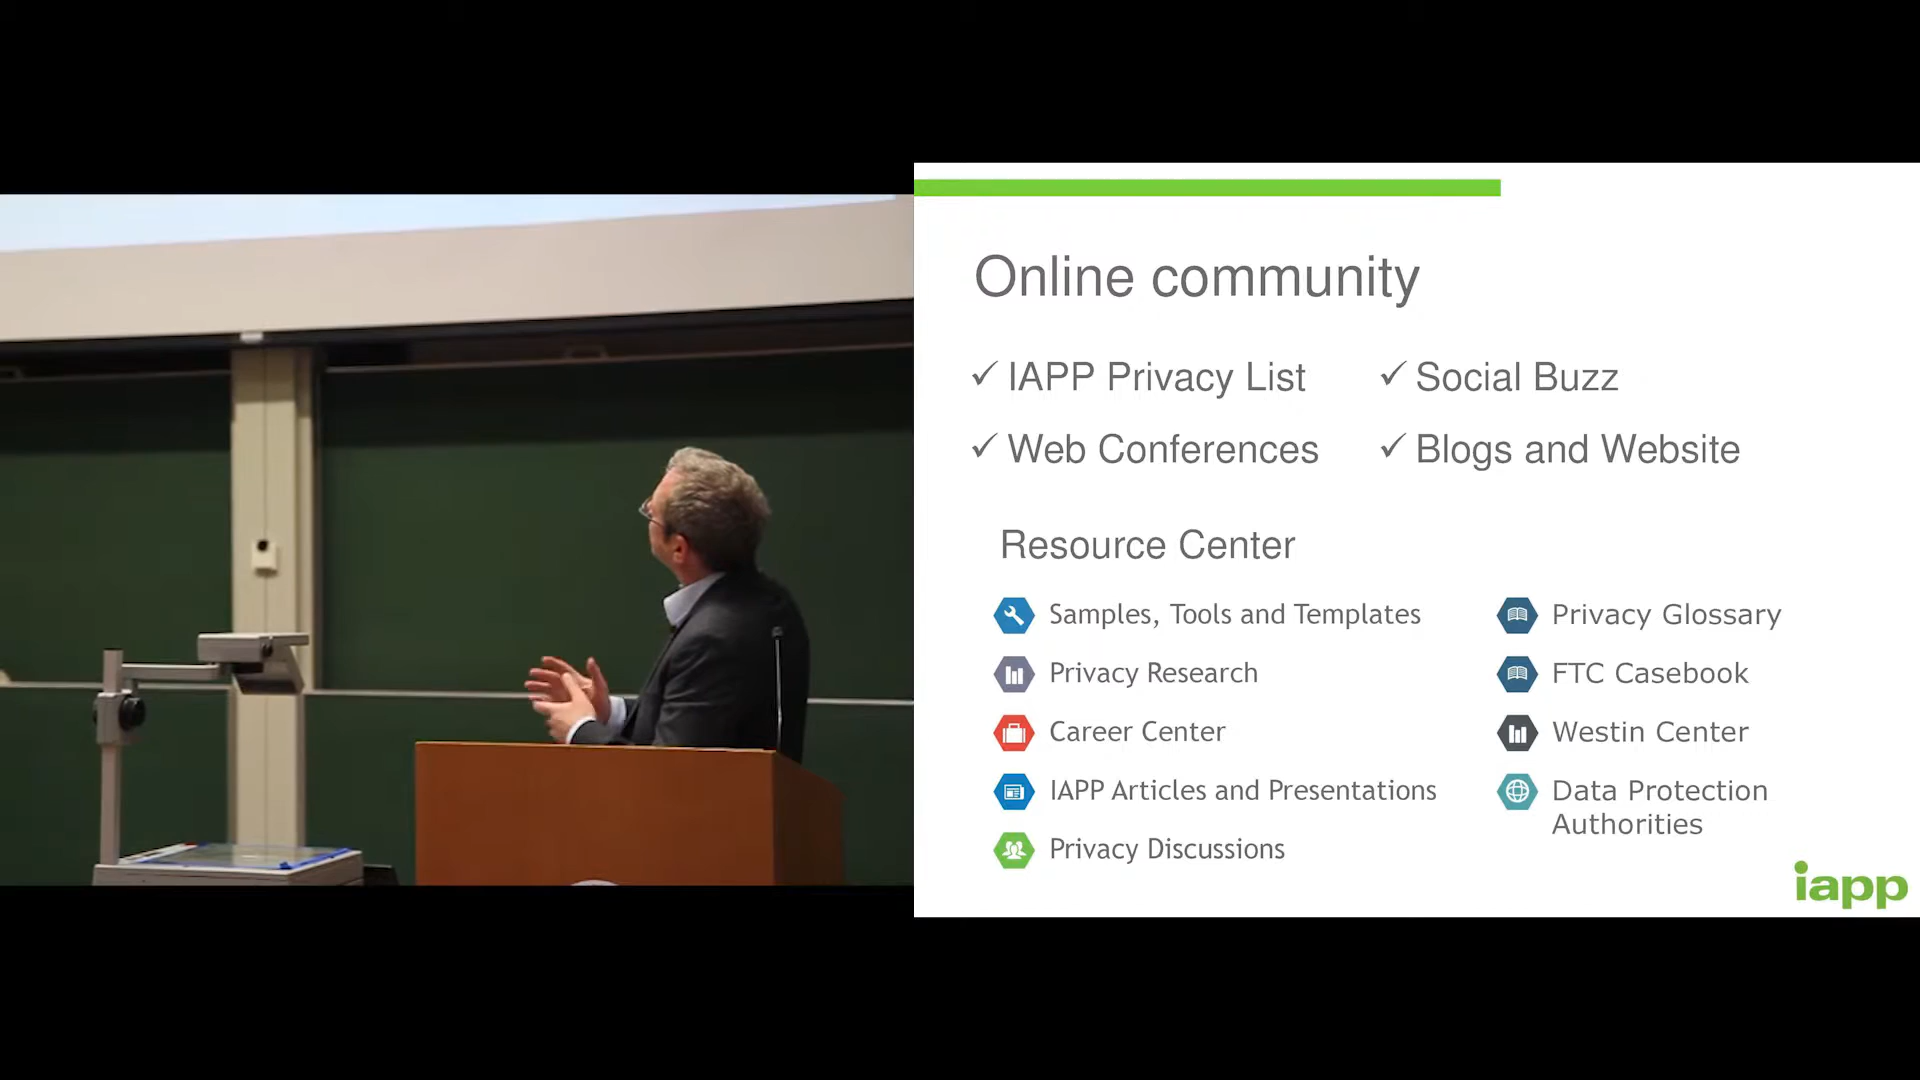 Online community
✓ IAPP Privacy List
✓ Social Buzz
✓ Web Conferences
✓ Blogs and Website
Resource Center
Samples, Tools and Templates
Privacy Research
Career Center
IAPP Articles and Presentations
Privacy Discussions
Privacy Glossary
FTC Casebook
Westin Center
Data Protection
Authorities
iapp